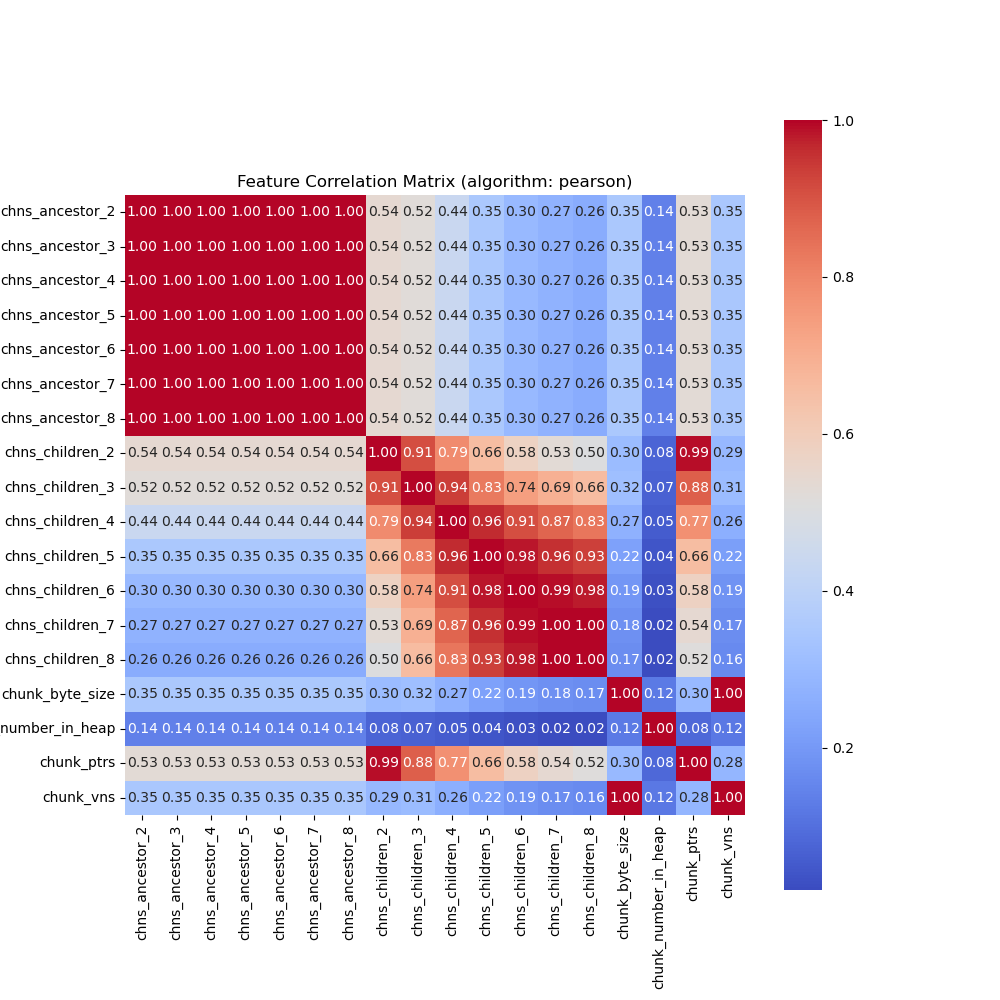 Feature Correlation Matrix (algorithm: pearson)
chns_ancestor_2 1.00 1.00 1.00 1.00 1.00 1.00 1.00 0.54 0.52 0.44 0.35 0.30 0.27 0.26 0.35 0.14 0.53 0.35
chns_ancestor_3 1.00 1.00 1.00 1.00 1.00 1.00 1.00 0.54 0.52 0.44 0.35 0.30 0.27 0.26 0.35 0.14 0.53 0.35
chns_ancestor_4 1.00 1.00 1.00 1.00 1.00 1.00 1.00 0.54 0.52 0.44 0.35 0.30 0.27 0.26 0.35 0.14 0.53 0.35
chns_ancestor_5 1.00 1.00 1.00 1.00 1.00 1.00 1.00 0.54 0.52 0.44 0.35 0.30 0.27 0.26 0.35 0.14 0.53 0.35
chns_ancestor_6 1.00 1.00 1.00 1.00 1.00 1.00 1.00 0.54 0.52 0.44 0.35 0.30 0.27 0.26 0.35 0.14 0.53 0.35
chns_ancestor_7 1.00 1.00 1.00 1.00 1.00 1.00 1.00 0.54 0.52 0.44 0.35 0.30 0.27 0.26 0.35 0.14 0.53 0.35
chns_ancestor_8 1.00 1.00 1.00 1.00 1.00 1.00 1.00 0.54 0.52 0.44 0.35 0.30 0.27 0.26 0.35 0.14 0.53 0.35
chns_children_2 0.54 0.54 0.54 0.54 0.54 0.54 0.54 1.00 0.91 0.79 0.66 0.58 0.53 0.50 0.30 0.08 0.99 0.29
chns_children_3 0.52 0.52 0.52 0.52 0.52 0.52 0.52 0.91 1.00 0.94 0.83 0.74 0.69 0.66 0.32 0.07 0.88 0.31
chns_children_4 0.44 0.44 0.44 0.44 0.44 0.44 0.44 0.79 0.94 1.00 0.96 0.91 0.87 0.83 0.27 0.05 0.77 0.26
chns_children_5 0.35 0.35 0.35 0.35 0.35 0.35 0.35 0.66 0.83 0.96 1.00 0.98 0.96 0.93 0.22 0.04 0.66 0.22
chns_children_6 0.30 0.30 0.30 0.30 0.30 0.30 0.30 0.58 0.74 0.91 0.98 1.00 0.99 0.98 0.19 0.03 0.58 0.19
chns_children_7 0.27 0.27 0.27 0.27 0.27 0.27 0.27 0.53 0.69 0.87 0.96 0.99 1.00 1.00 0.18 0.02 0.54 0.17
chns_children_8 0.26 0.26 0.26 0.26 0.26 0.26 0.26 0.50 0.66 0.83 0.93 0.98 1.00 1.00 0.17 0.02 0.52 0.16
chunk_byte_size 0.35 0.35 0.35 0.35 0.35 0.35 0.35 0.30 0.32 0.27 0.22 0.19 0.18 0.17 1.00 0.12 0.30 1.00
number_in_heap 0.14 0.14 0.14 0.14 0.14 0.14 0.14 0.08 0.07 0.05 0.04 0.03 0.02 0.02 0.12 1.00 0.08 0.12
chunk_ptrs 0.53 0.53 0.53 0.53 0.53 0.53 0.53 0.99 0.88 0.77 0.66 0.58 0.54 0.52 0.30 0.08 1.00 0.28
chunk_vns 0.35 0.35 0.35 0.35 0.35 0.35 0.35 0.29 0.31 0.26 0.22 0.19 0.17 0.16 1.00 0.12 0.28 1.00
chns_ancestor_2
chns_ancestor_3
chns_ancestor_4
chns_ancestor_5
chns_ancestor_6
chns_ancestor_7
chns_ancestor_8
chns_children_2
chns_children_3
chns_children_4
chns_children_5
chns_children_6
chns_children_7
chns_children_8
chunk_byte_size
chunk_number_in_heap
chunk_ptrs
chunk_vns
1.0
0.8
0.6
0.4
0.2